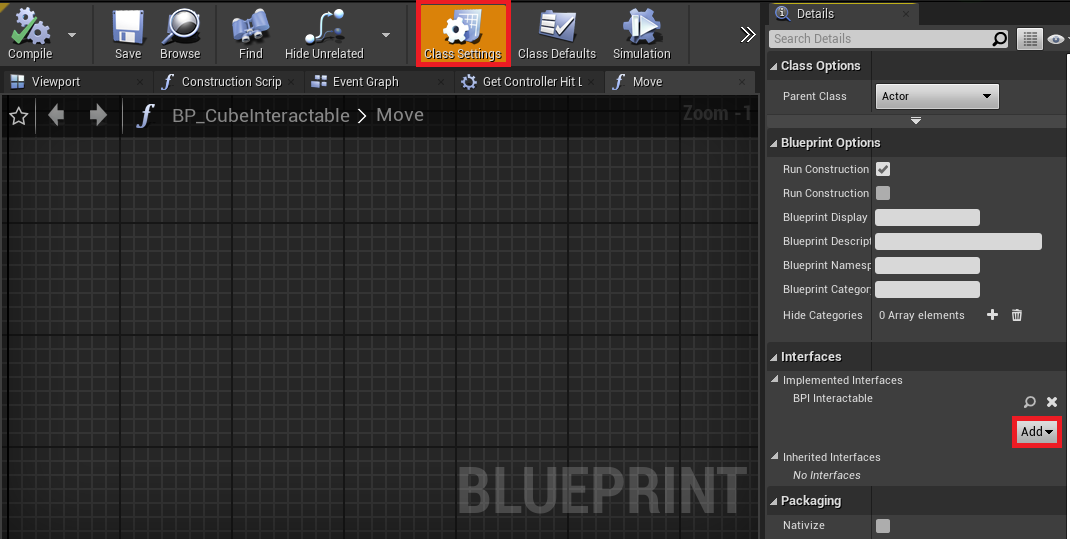 Compile
Save
Browse
Find
Hide Unrelated
Class Settings
Class Defaults
Simulation
Viewport
Construction Scrip
Event Graph
Get Controller Hit L
Move
BP_CubeInteractable > Move
Zoom -1
BLUEPRINT
Details
Search Details
Class Options
Parent Class
Actor
Blueprint Options
Run Construction
Run Construction
Blueprint Display
Blueprint Descript
Blueprint Namesp
Blueprint Categor
Hide Categories
0 Array elements
Interfaces
Implemented Interfaces
BPI Interactable
Add
Inherited Interfaces
No Interfaces
Packaging
Nativize